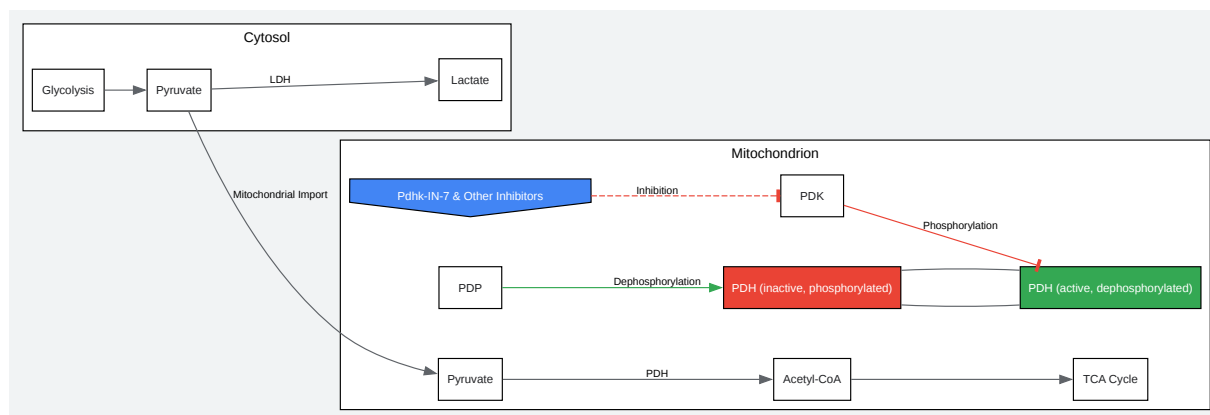 Cytosol
Glycolysis
Pyruvate
LDH
Lactate
Mitochondrial Import
Mitochondrion
Pdhk-IN-7 & Other Inhibitors
Inhibition
PDK
Phosphorylation
PDP
Dephosphorylation
PDH (inactive, phosphorylated)
PDH (active, dephosphorylated)
Pyruvate
PDH
Acetyl-CoA
TCA Cycle